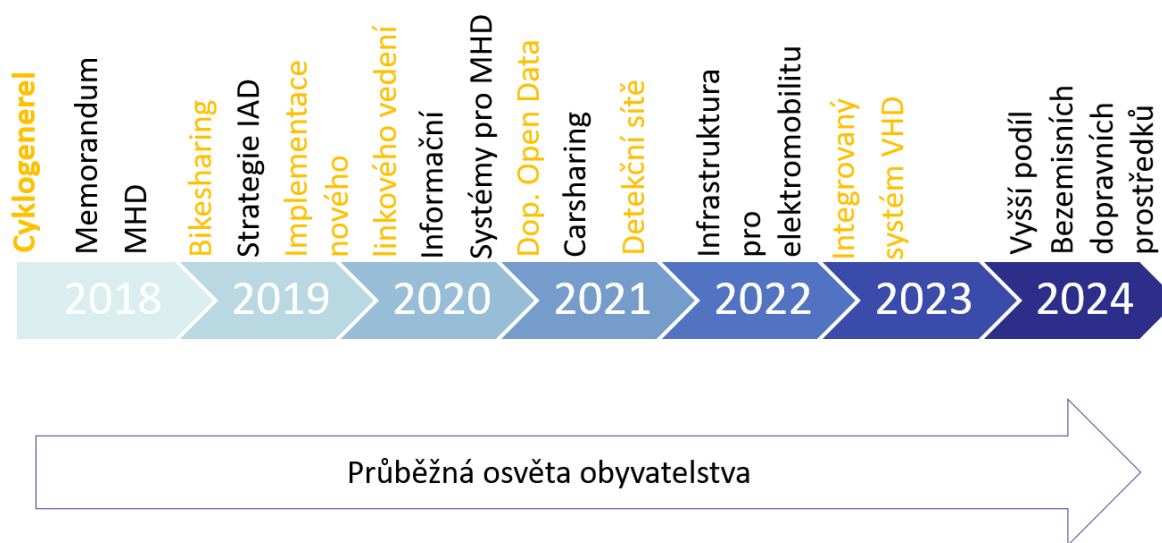 Cyklogenerel
Memorandum
MHD
Bikesharing
Strategie IAD
Implementace
nového
linkového vedení
Informační
Systémy pro MHD
Dop. Open Data
Carsharing
Detekční sítě
Infrastruktura
pro
elektromobilitu
Integrovaný
systém VHD
Vyšší podíl
Bezemisních
dopravních
prostředků
2018
2019
2020
2021
2022
2023
2024
Průběžná osvěta obyvatelstva